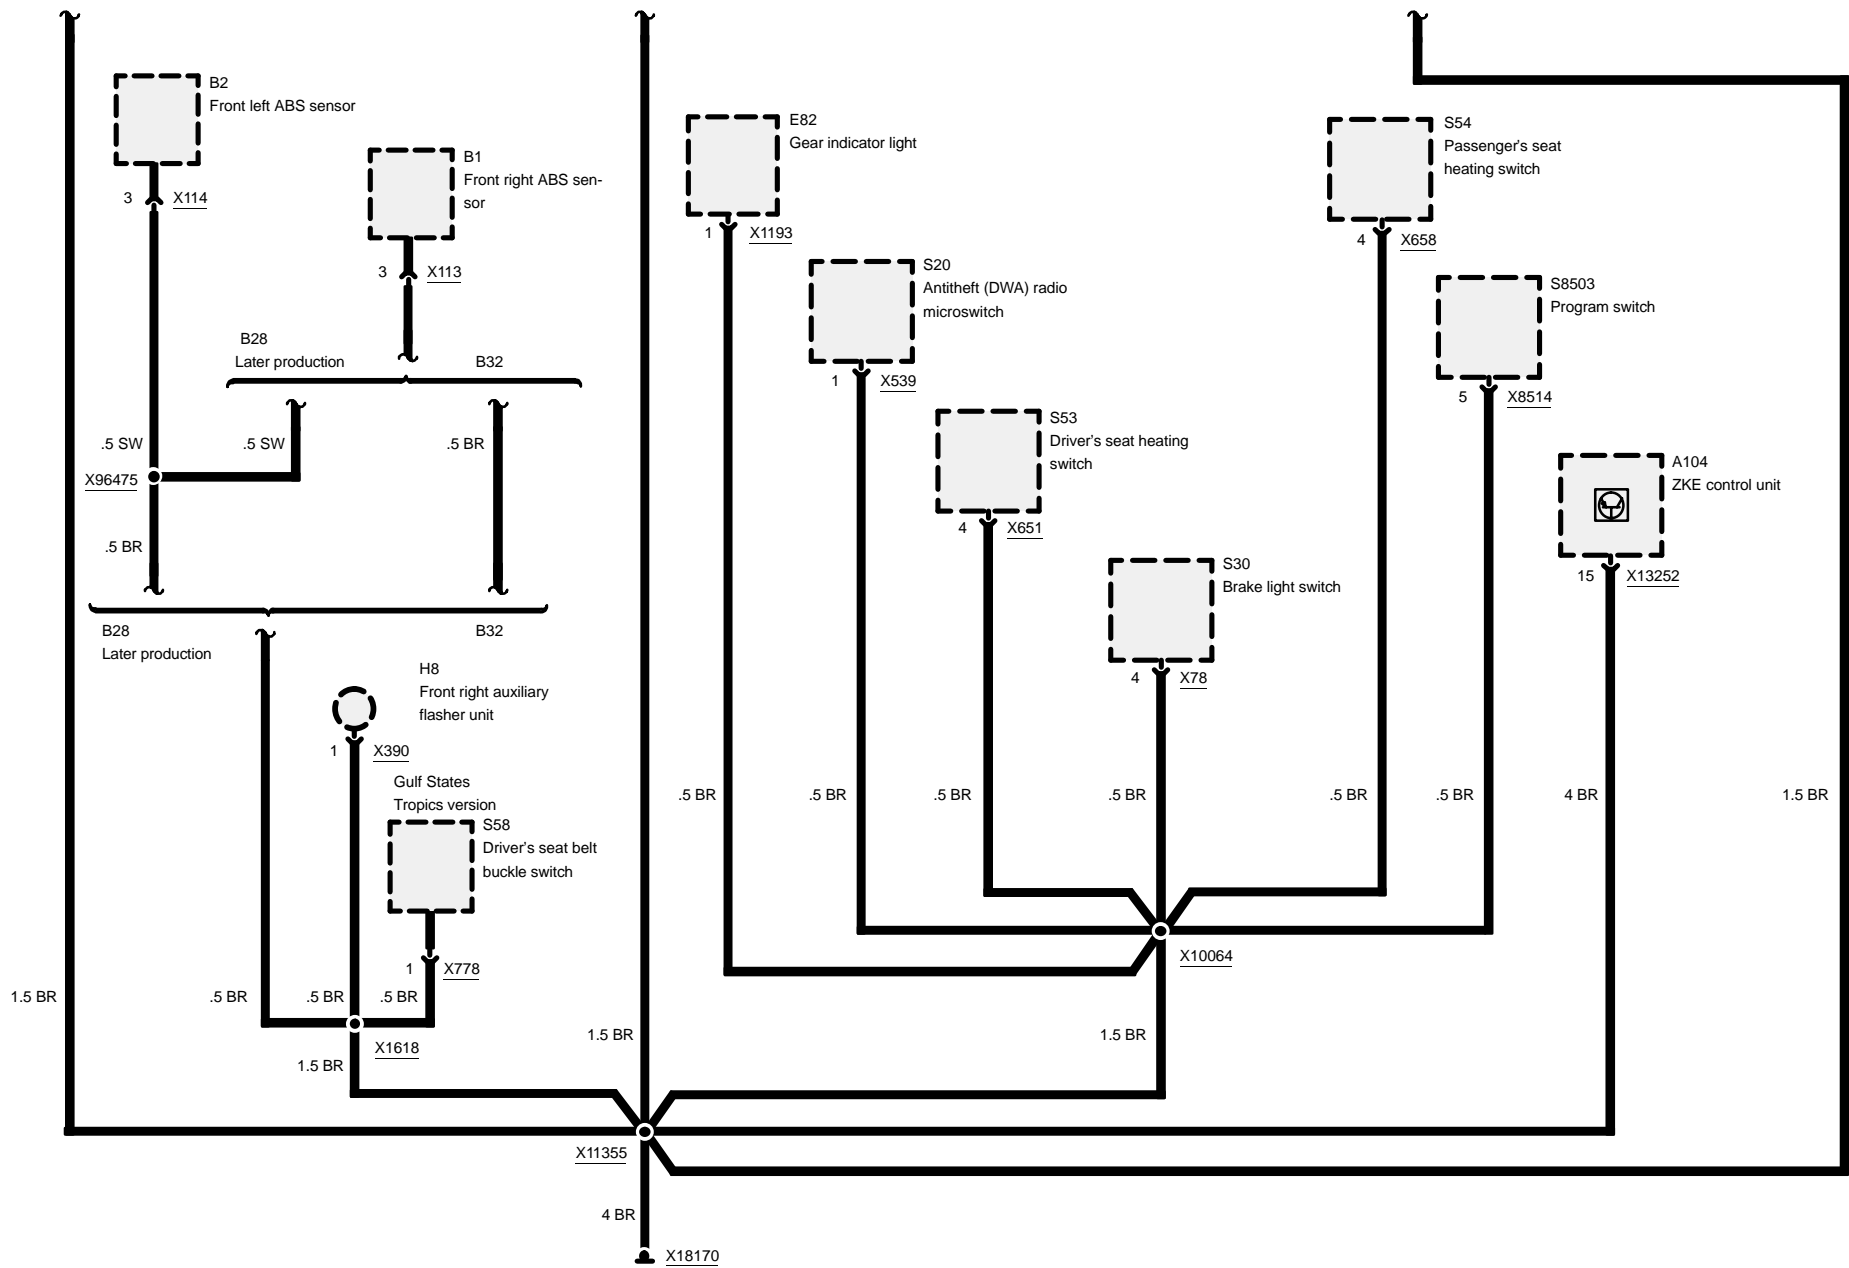 B2
Front left ABS sensor
3
X114
B1
Front right ABS sen-
sor
3
X113
B28
Later production
B32
.5 SW
.5 SW
.5 BR
X96475
.5 BR
B28
Later production
B32
H8
Front right auxiliary
flasher unit
1
X390
Gulf States
Tropics version
S58
Driver's seat belt
buckle switch
1
X778
1.5 BR
.5 BR
.5 BR
.5 BR
X1618
1.5 BR
E82
Gear indicator light
1
X1193
S20
Antitheft (DWA) radio
microswitch
1
X539
S53
Driver's seat heating
switch
4
X651
S30
Brake light switch
4
X78
S54
Passenger's seat
heating switch
4
X658
S8503
Program switch
5
X8514
A104
ZKE control unit
15
X13252
.5 BR
.5 BR
.5 BR
.5 BR
.5 BR
.5 BR
4 BR
1.5 BR
X10064
1.5 BR
1.5 BR
X11355
4 BR
X18170